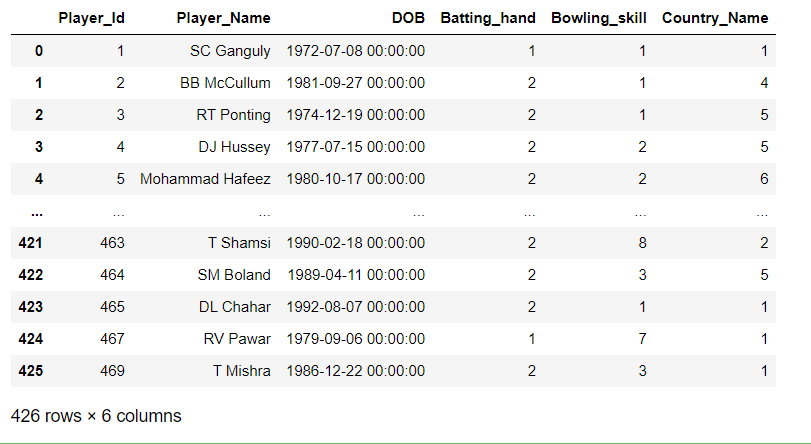 Player_Id Player_Name DOB Batting_hand Bowling_skill Country_Name
0 1 SC Ganguly 1972-07-08 00:00:00 1 1 1
1 2 BB McCullum 1981-09-27 00:00:00 2 1 4
2 3 RT Ponting 1974-12-19 00:00:00 2 1 5
3 4 DJ Hussey 1977-07-15 00:00:00 2 2 5
4 5 Mohammad Hafeez 1980-10-17 00:00:00 2 2 6
... ... ... ... ... ... ...
421 463 T Shamsi 1990-02-18 00:00:00 2 8 2
422 464 SM Boland 1989-04-11 00:00:00 2 3 5
423 465 DL Chahar 1992-08-07 00:00:00 2 1 1
424 467 RV Pawar 1979-09-06 00:00:00 1 7 1
425 469 T Mishra 1986-12-22 00:00:00 2 3 1
426 rows × 6 columns